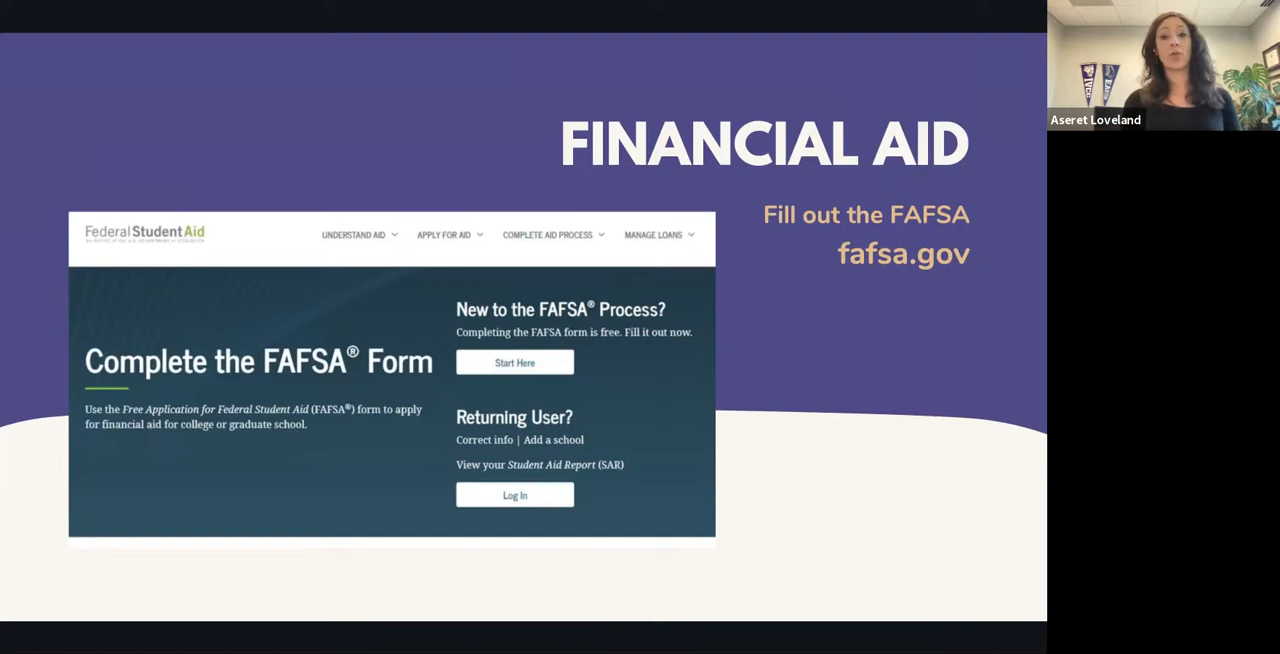 FINANCIAL AID
Fill out the FAFSA
fafsa.gov
Federal Student Aid
UNDERSTAND AID
APPLY FOR AID
COMPLETE AID PROCESS
MANAGE LOANS
Complete the FAFSA® Form
Use the Free Application for Federal Student Aid (FAFSA®) form to apply
for financial aid for college or graduate school.
New to the FAFSA® Process?
Completing the FAFSA form is free. Fill it out now.
Start Here
Returning User?
Correct info | Add a school
View your Student Aid Report (SAR)
Log In
Aseret Loveland